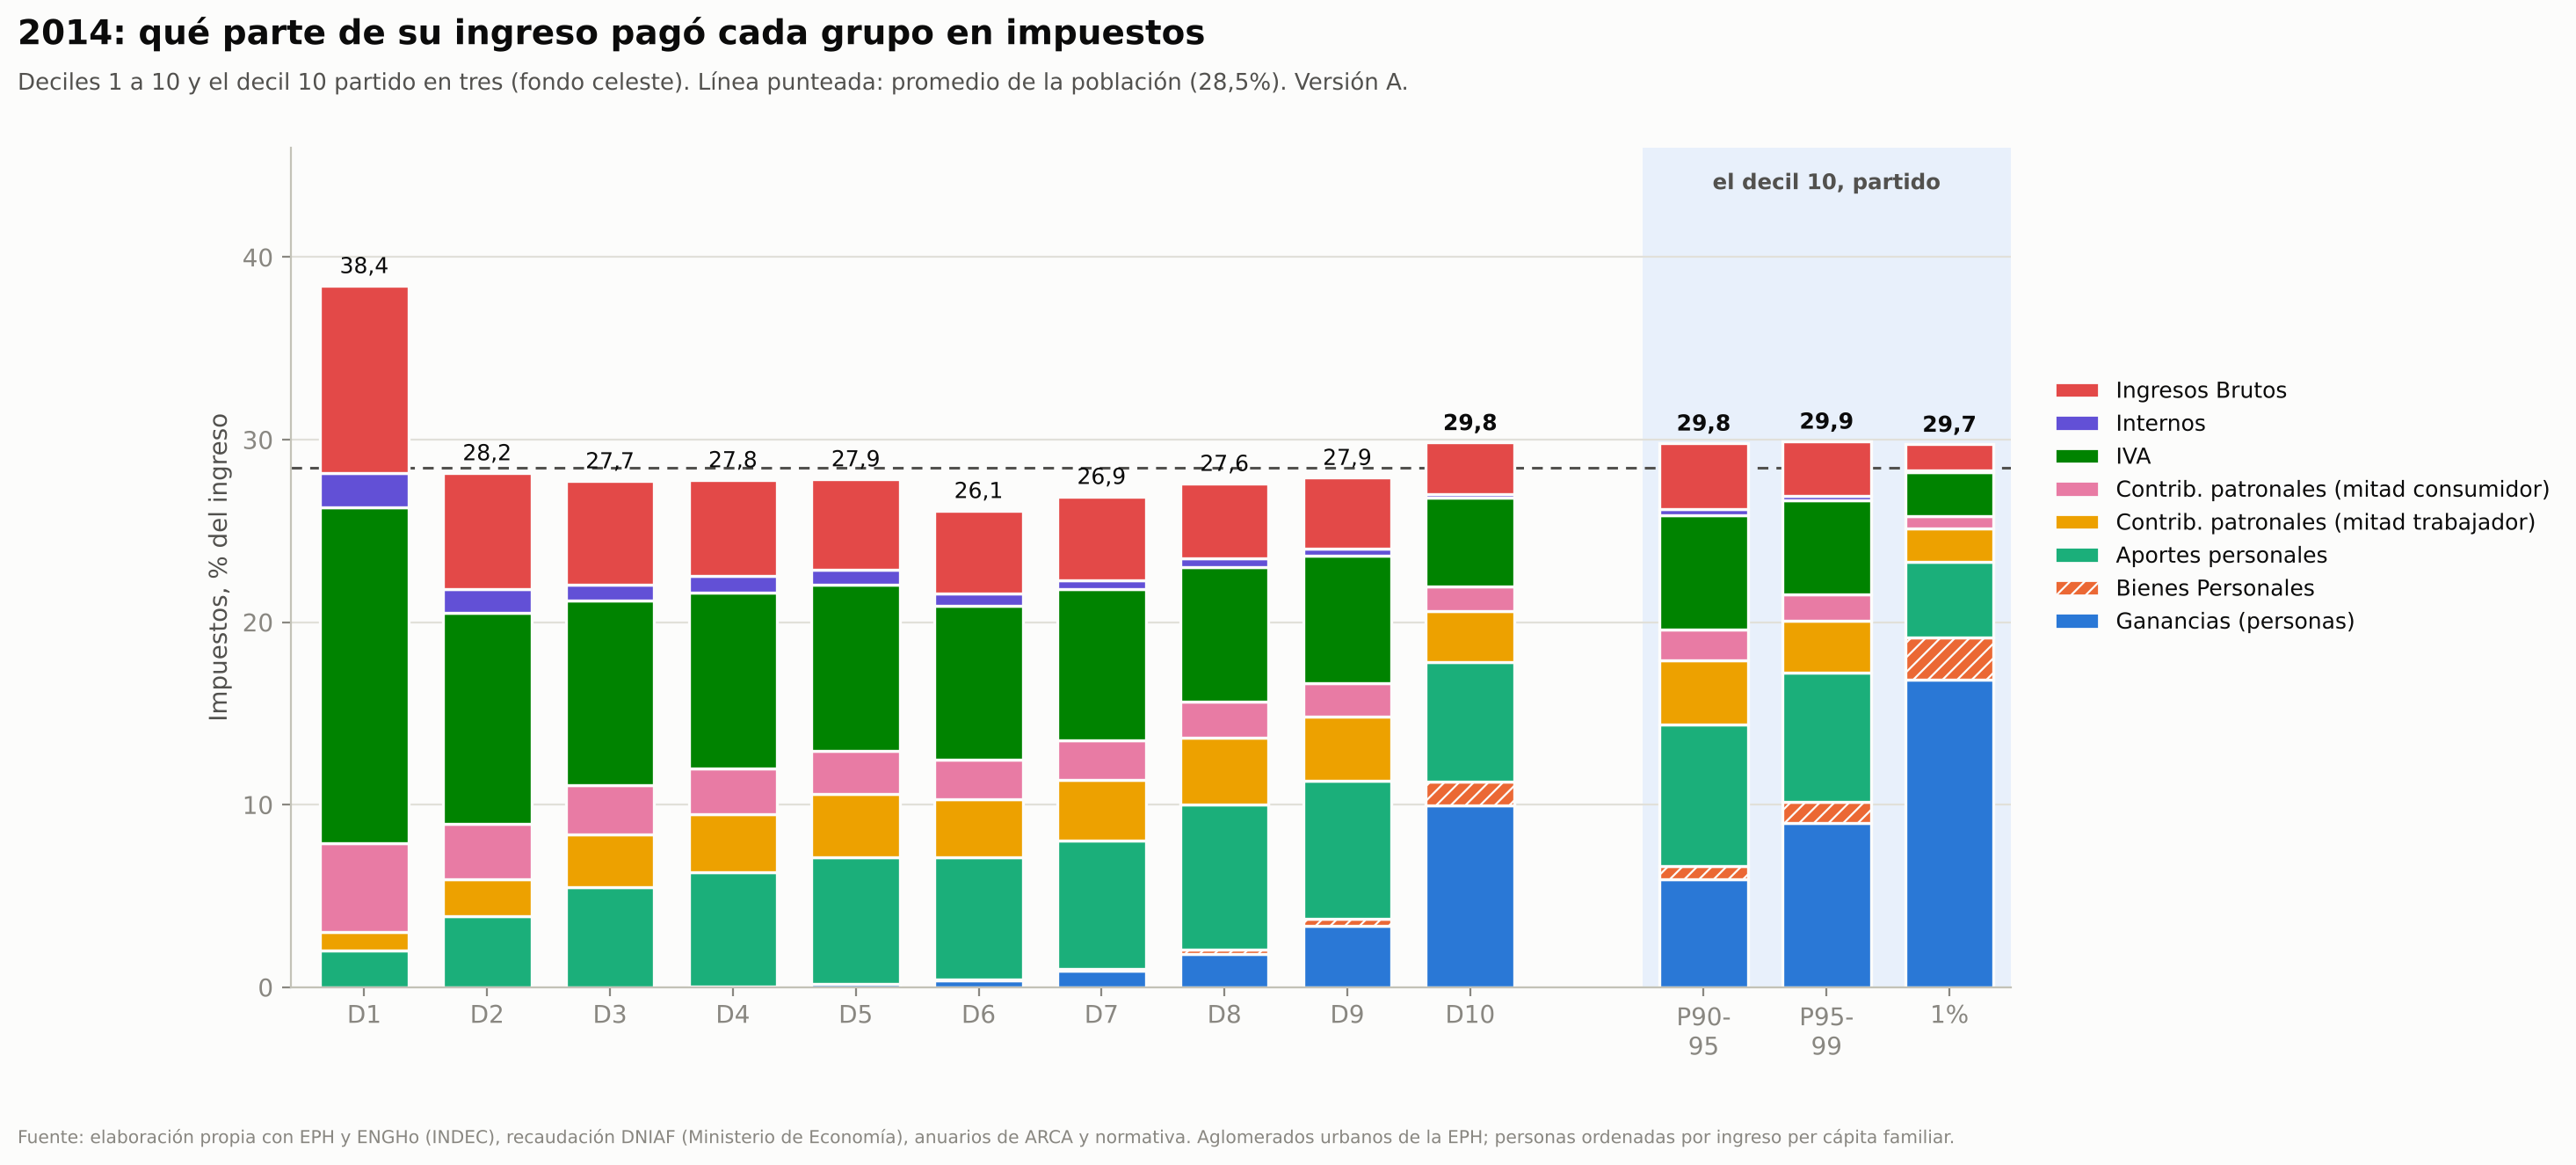 2014: qué parte de su ingreso pagó cada grupo en impuestos
Deciles 1 a 10 y el decil 10 partido en tres (fondo celeste). Línea punteada: promedio de la población (28,5%). Versión A.
el decil 10, partido
Impuestos, % del ingreso
40
30
20
10
0
38,4
28,2
27,7
27,8
27,9
26,1
26,9
27,6
27,9
29,8
29,8
29,9
29,7
D1
D2
D3
D4
D5
D6
D7
D8
D9
D10
P90-
95
P95-
99
1%
Ingresos Brutos
Internos
IVA
Contrib. patronales (mitad consumidor)
Contrib. patronales (mitad trabajador)
Aportes personales
Bienes Personales
Ganancias (personas)
Fuente: elaboración propia con EPH y ENGHo (INDEC), recaudación DNIAF (Ministerio de Economía), anuarios de ARCA y normativa. Aglomerados urbanos de la EPH; personas ordenadas por ingreso per cápita familiar.